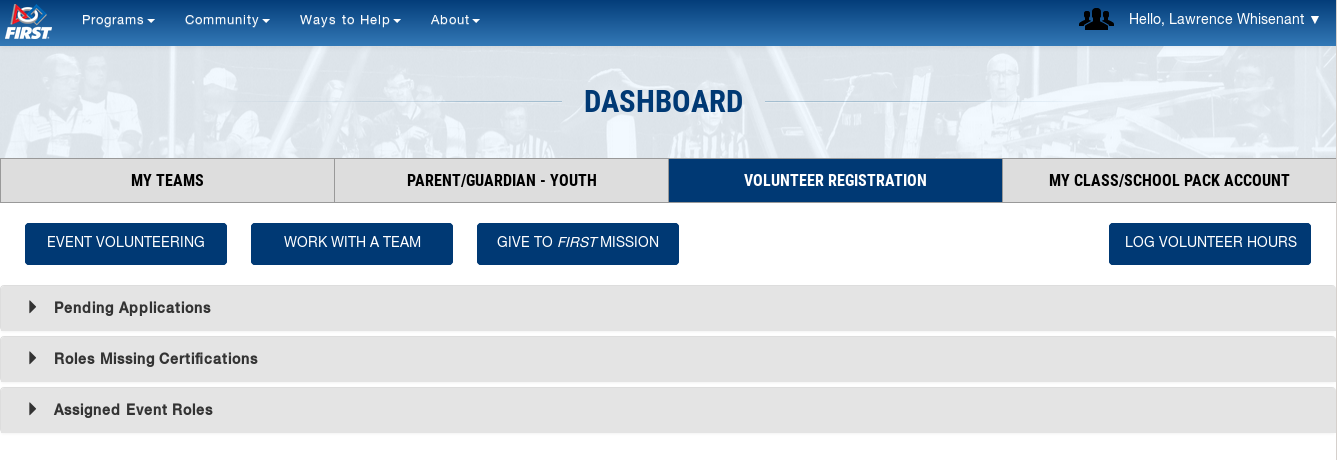 FIRST Programs Community Ways to Help About Hello, Lawrence Whisenant ▼
DASHBOARD
MY TEAMS PARENT/GUARDIAN - YOUTH VOLUNTEER REGISTRATION MY CLASS/SCHOOL PACK ACCOUNT
EVENT VOLUNTEERING WORK WITH A TEAM GIVE TO FIRST MISSION LOG VOLUNTEER HOURS
Pending Applications
Roles Missing Certifications
Assigned Event Roles